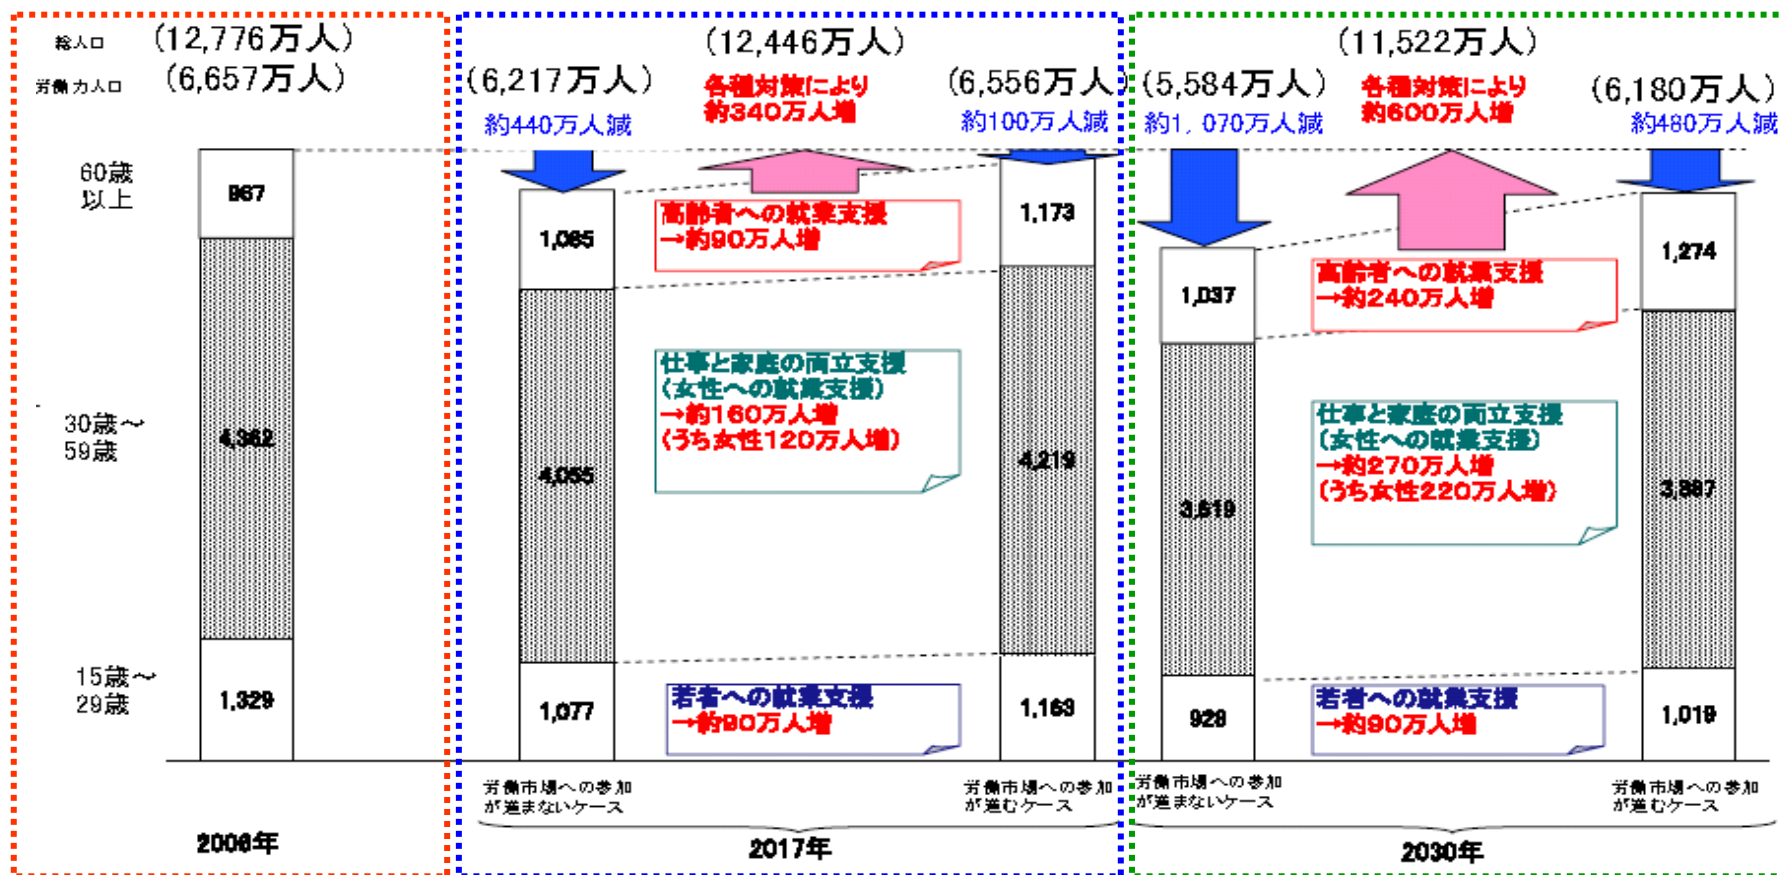 総人口
(12,776万人)
労働力人口
(6,657万人)
60歳
以上
30歳～
59歳
15歳～
29歳
967
4,362
1,329
2006年
(12,446万人)
(6,217万人)
各種対策により
約340万人増
(6,556万人)
約440万人減
約100万人減
1,085
4,055
1,077
高齢者への就業支援
→約90万人増
仕事と家庭の両立支援
(女性への就業支援)
→約160万人増
(うち女性120万人増)
若者への就業支援
→約90万人増
1,173
4,219
1,163
労働市場への参加
が進まないケース
労働市場への参加
が進むケース
2017年
(11,522万人)
(5,584万人)
各種対策により
約600万人増
(6,180万人)
約1,070万人減
約480万人減
1,037
3,619
928
高齢者への就業支援
→約240万人増
仕事と家庭の両立支援
(女性への就業支援)
→約270万人増
(うち女性220万人増)
若者への就業支援
→約90万人増
1,274
3,887
1,019
労働市場への参加
が進まないケース
労働市場への参加
が進むケース
2030年